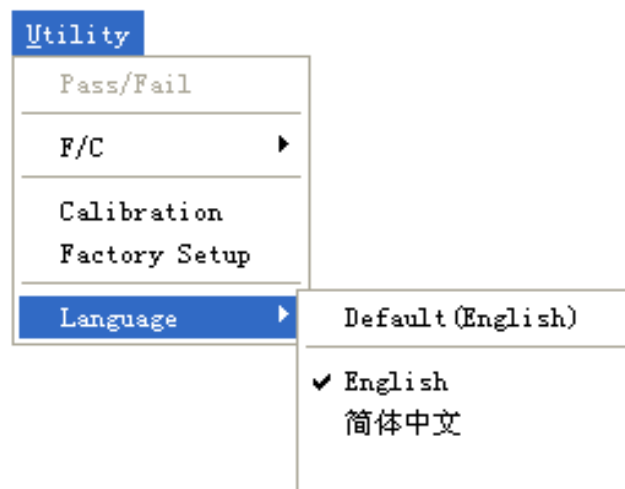 Utility
Pass/Fail
F/C
Calibration
Factory Setup
Language
Default(English)
English
简体中文